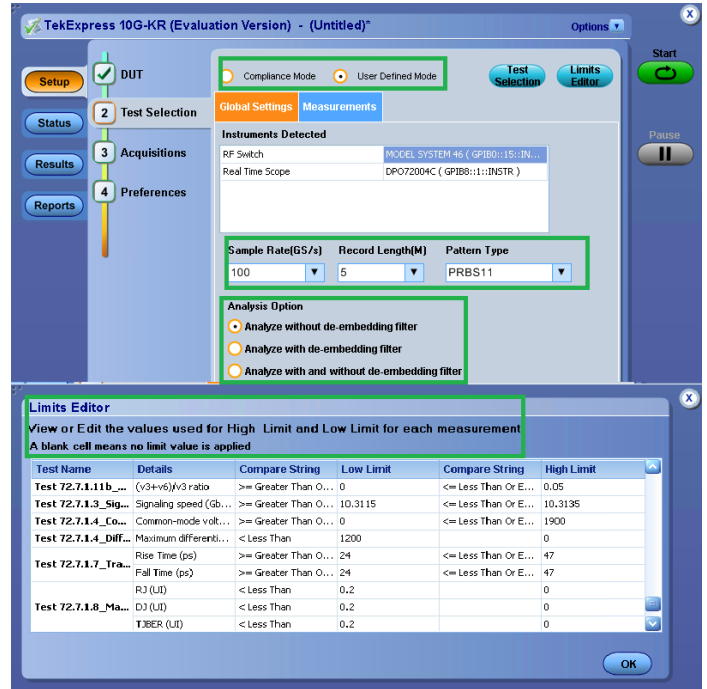 TekExpress 10G-KR (Evaluation Version) - (Untitled)*
Options
x
Start
Setup
DUT
Compliance Mode
User Defined Mode
Test Selection
Limits Editor
Status
2 Test Selection
Global Settings
Measurements
Pause
Instruments Detected
Results
3 Acquisitions
RF Switch
MODEL SYSTEM 46 ( GPIB0::15::IN...
Real Time Scope
DPO72004C ( GPIB8::1::INSTR )
Reports
4 Preferences
Sample Rate(GS/s) Record Length(M) Pattern Type
100 5 PRBS11
Analysis Option
Analyze without de-embedding filter
Analyze with de-embedding filter
Analyze with and without de-embedding filter
x
Limits Editor
View or Edit the values used for High Limit and Low Limit for each measurement
A blank cell means no limit value is applied
Test Name Details Compare String Low Limit Compare String High Limit
Test 72.7.1.11b_... (v3+v6)/v3 ratio >= Greater Than O... 0 <= Less Than Or E... 0.05
Test 72.7.1.3_Sig... Signaling speed (Gb... >= Greater Than O... 10.3115 <= Less Than Or E... 10.3135
Test 72.7.1.4_Co... Common-mode volt... >= Greater Than O... 0 <= Less Than Or E... 1900
Test 72.7.1.4_Diff... Maximum differenti... < Less Than 1200 0
Test 72.7.1.7_Tra... Rise Time (ps) >= Greater Than O... 24 <= Less Than Or E... 47
Fall Time (ps) >= Greater Than O... 24 <= Less Than Or E... 47
Test 72.7.1.8_Ma... RJ (UI) < Less Than 0.2 0
DJ (UI) < Less Than 0.2 0
TJBER (UI) < Less Than 0.2 0
OK